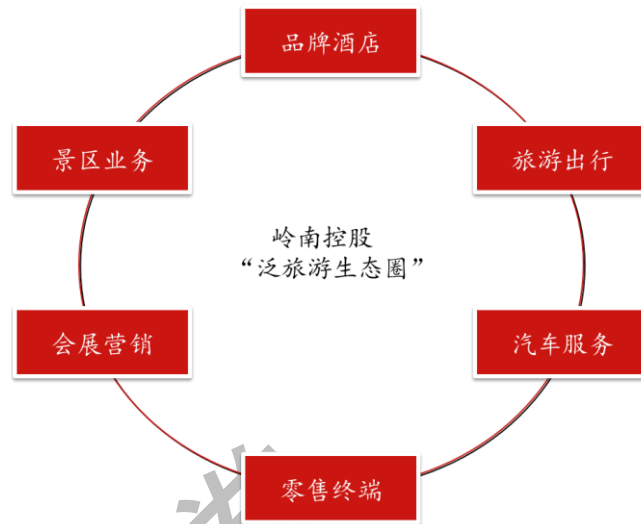 品牌酒店
景区业务
旅游出行
岭南控股
“泛旅游生态圈”
会展营销
汽车服务
零售终端